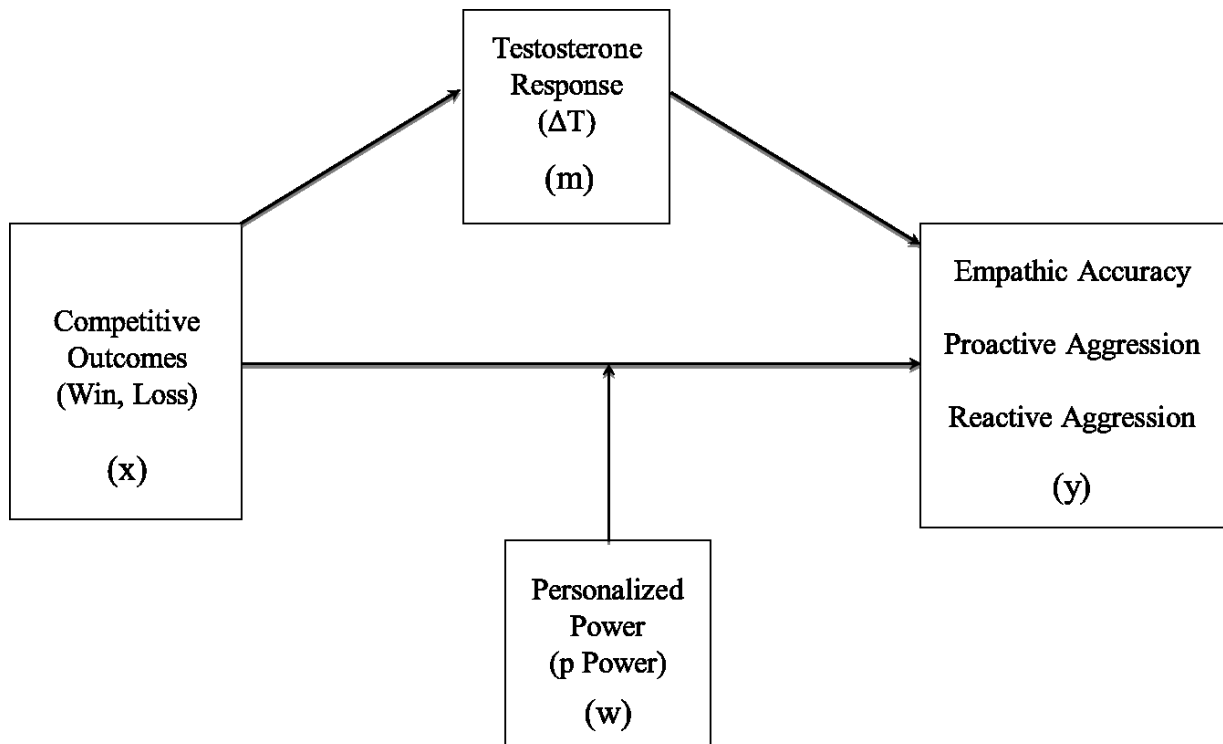 Testosterone
Response
(ΔT)
(m)
Competitive
Outcomes
(Win, Loss)
(x)
Empathic Accuracy
Proactive Aggression
Reactive Aggression
(y)
Personalized
Power
(p Power)
(w)